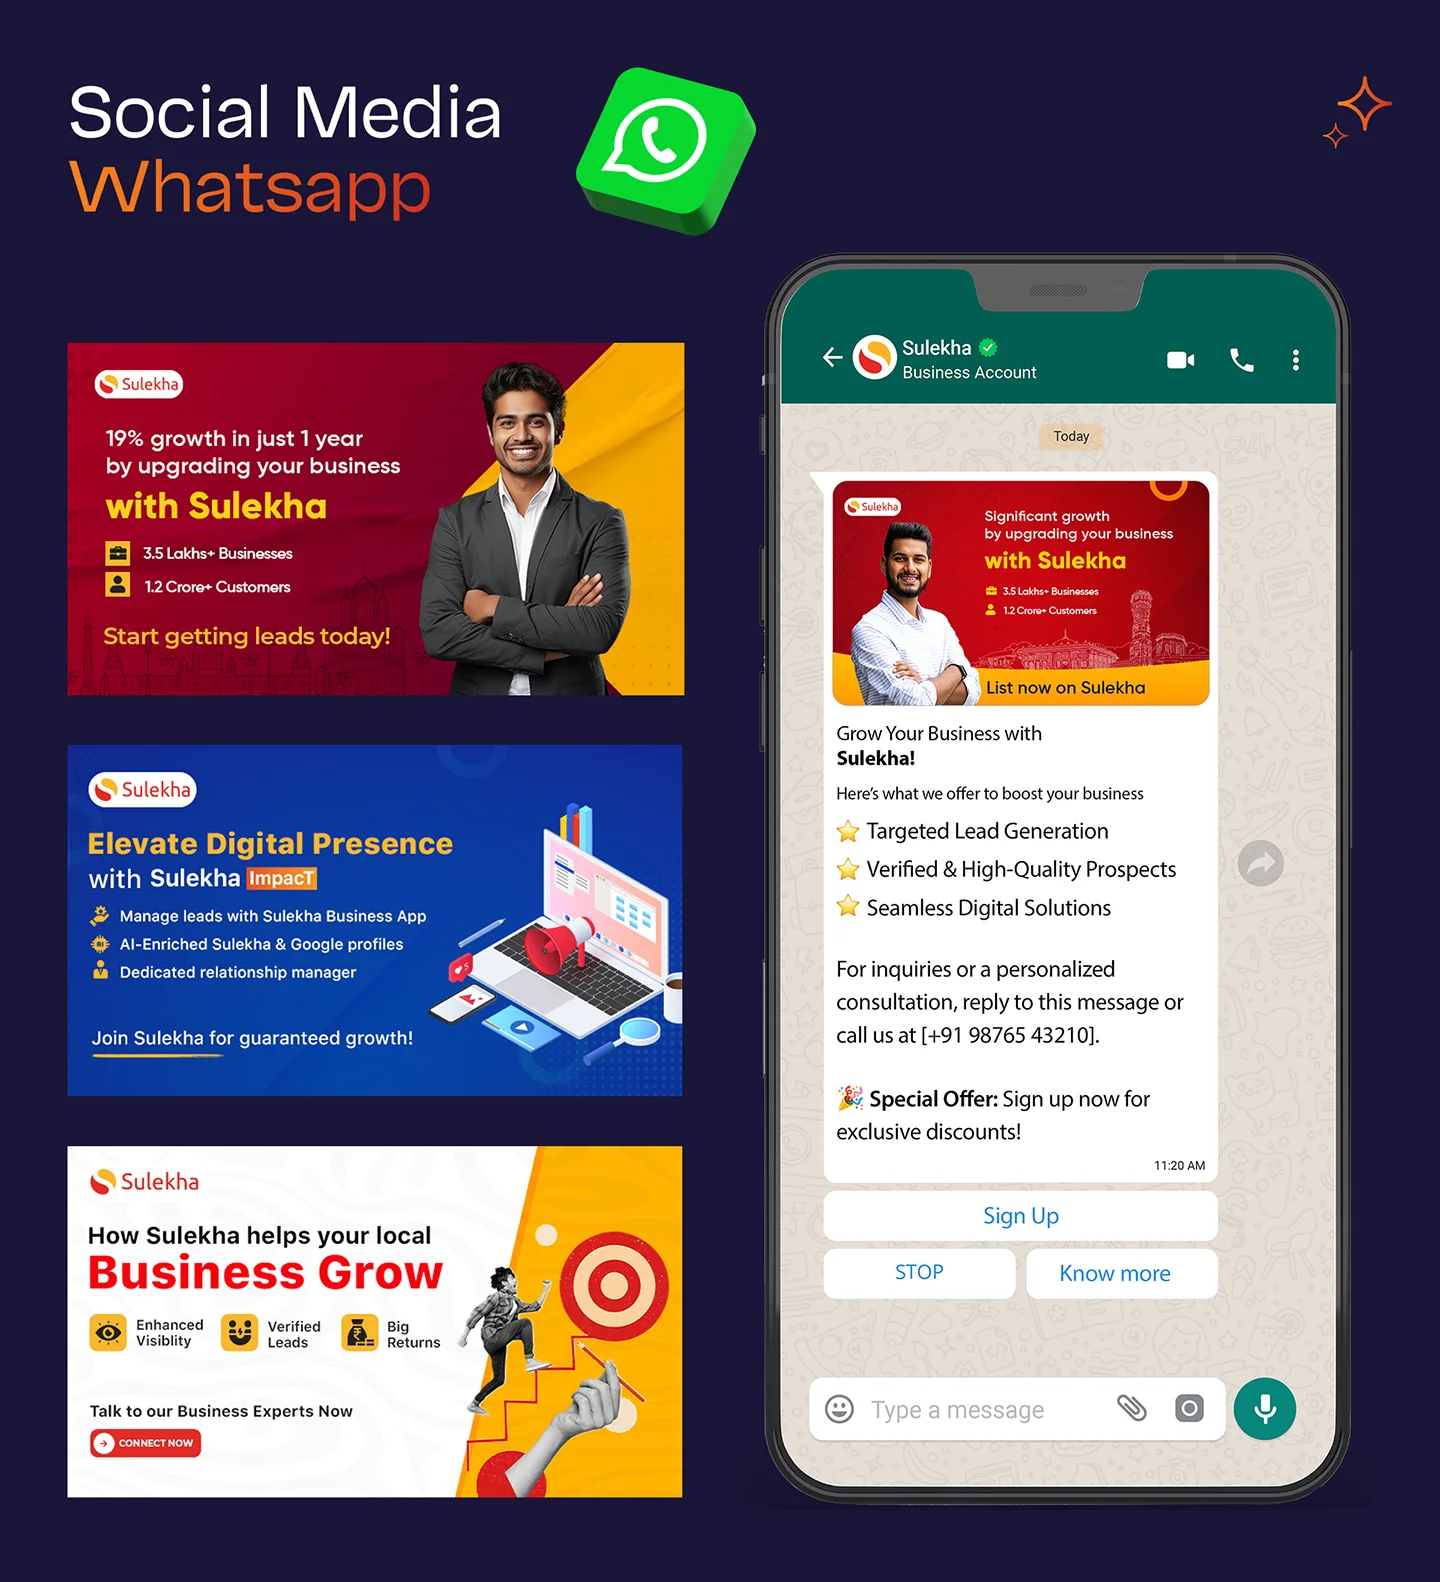 Social Media
Whatsapp
Sulekha
19% growth in just 1 year
by upgrading your business
with Sulekha
3.5 Lakhs+ Businesses
1.2 Crore+ Customers
Start getting leads today!
Sulekha
Elevate Digital Presence
with Sulekha ImpacT
Manage leads with Sulekha Business App
AI
AI-Enriched Sulekha & Google profiles
Dedicated relationship manager
Join Sulekha for guaranteed growth!
5
Sulekha
How Sulekha helps your local
Business Grow
Enhanced
Visiblity
Verified
Leads
₹
Big
Returns
Talk to our Business Experts Now
CONNECT NOW
Sulekha
Business Account
Today
Sulekha
Significant growth
by upgrading your business
with Sulekha
3.5 Lakhs+ Businesses
1.2 Crore+ Customers
List now on Sulekha
Grow Your Business with
Sulekha!
Here's what we offer to boost your business
⭐ Targeted Lead Generation
⭐ Verified & High-Quality Prospects
⭐ Seamless Digital Solutions
For inquiries or a personalized
consultation, reply to this message or
call us at [+91 98765 43210].
🎉 Special Offer: Sign up now for
exclusive discounts!
11:20 AM
Sign Up
STOP
Know more
Type a message